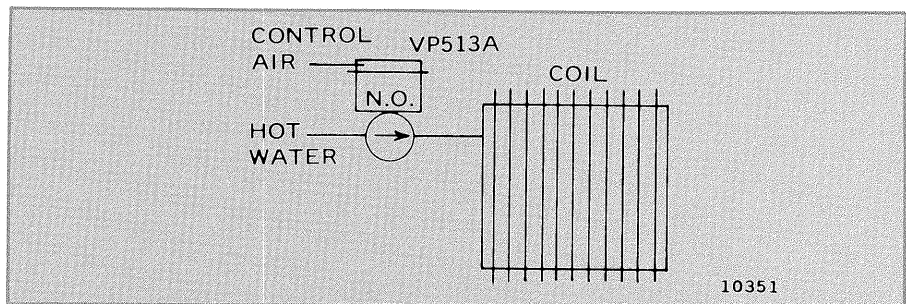 CONTROL
AIR
VP513A
N.O.
HOT
WATER
COIL
10351